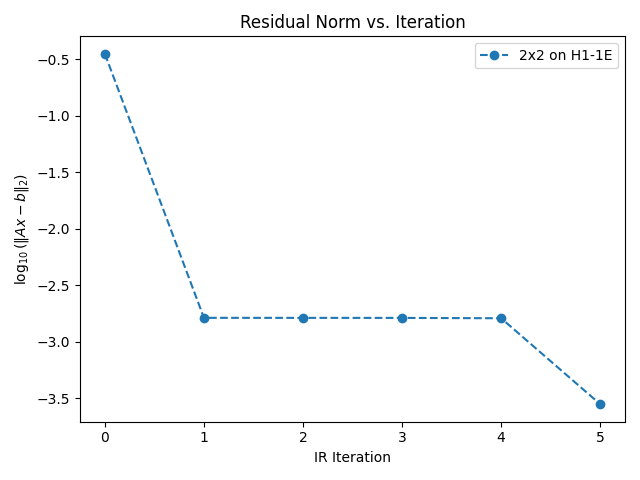 Residual Norm vs. Iteration
2x2 on H1-1E
−0.5
−1.0
−1.5
−2.0
−2.5
−3.0
−3.5
log₁₀(‖Ax − b‖₂)
0 1 2 3 4 5
IR Iteration